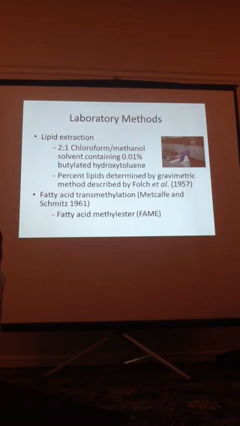 Laboratory Methods
• Lipid extraction
- 2:1 Chloroform/methanol
solvent containing 0.01%
butylated hydroxytoluene
- Percent lipids determined by gravimetric
method described by Folch et al. (1957)
• Fatty acid transmethylation (Metcalfe and
Schmitz 1961)
- Fatty acid methylester (FAME)